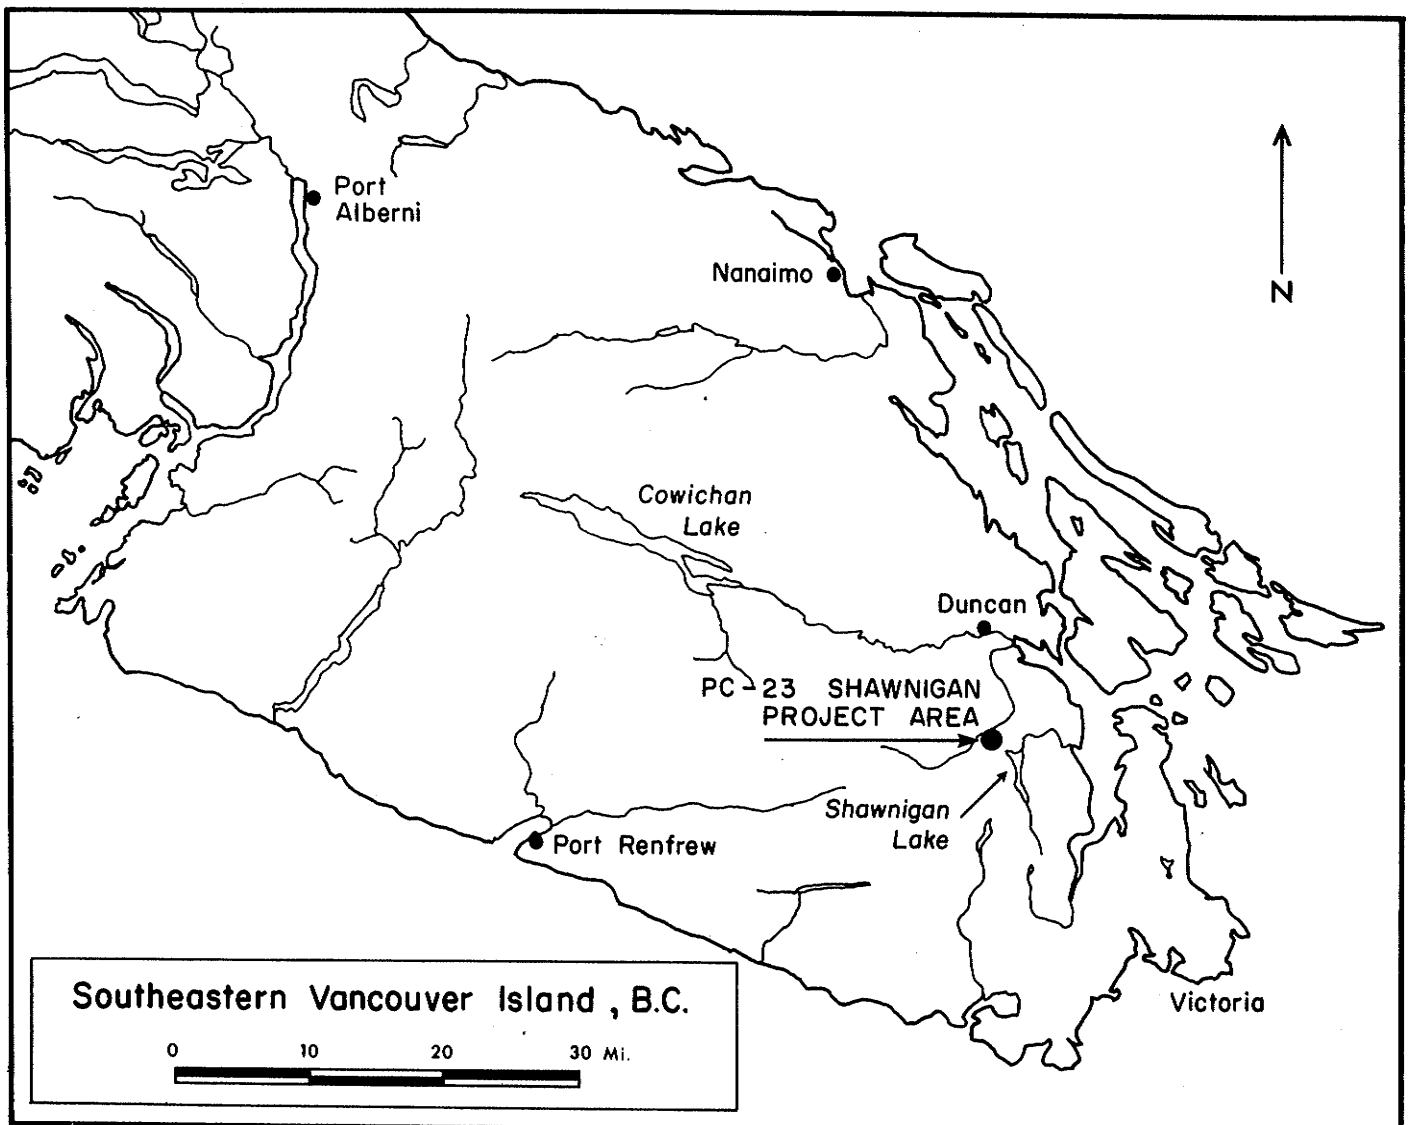 Port
Alberni
Nanaimo
N
Cowichan
Lake
Duncan
PC-23 SHAWNIGAN
PROJECT AREA
Shawnigan
Lake
Port Renfrew
Victoria
Southeastern Vancouver Island, B.C.
0 10 20 30 Mi.